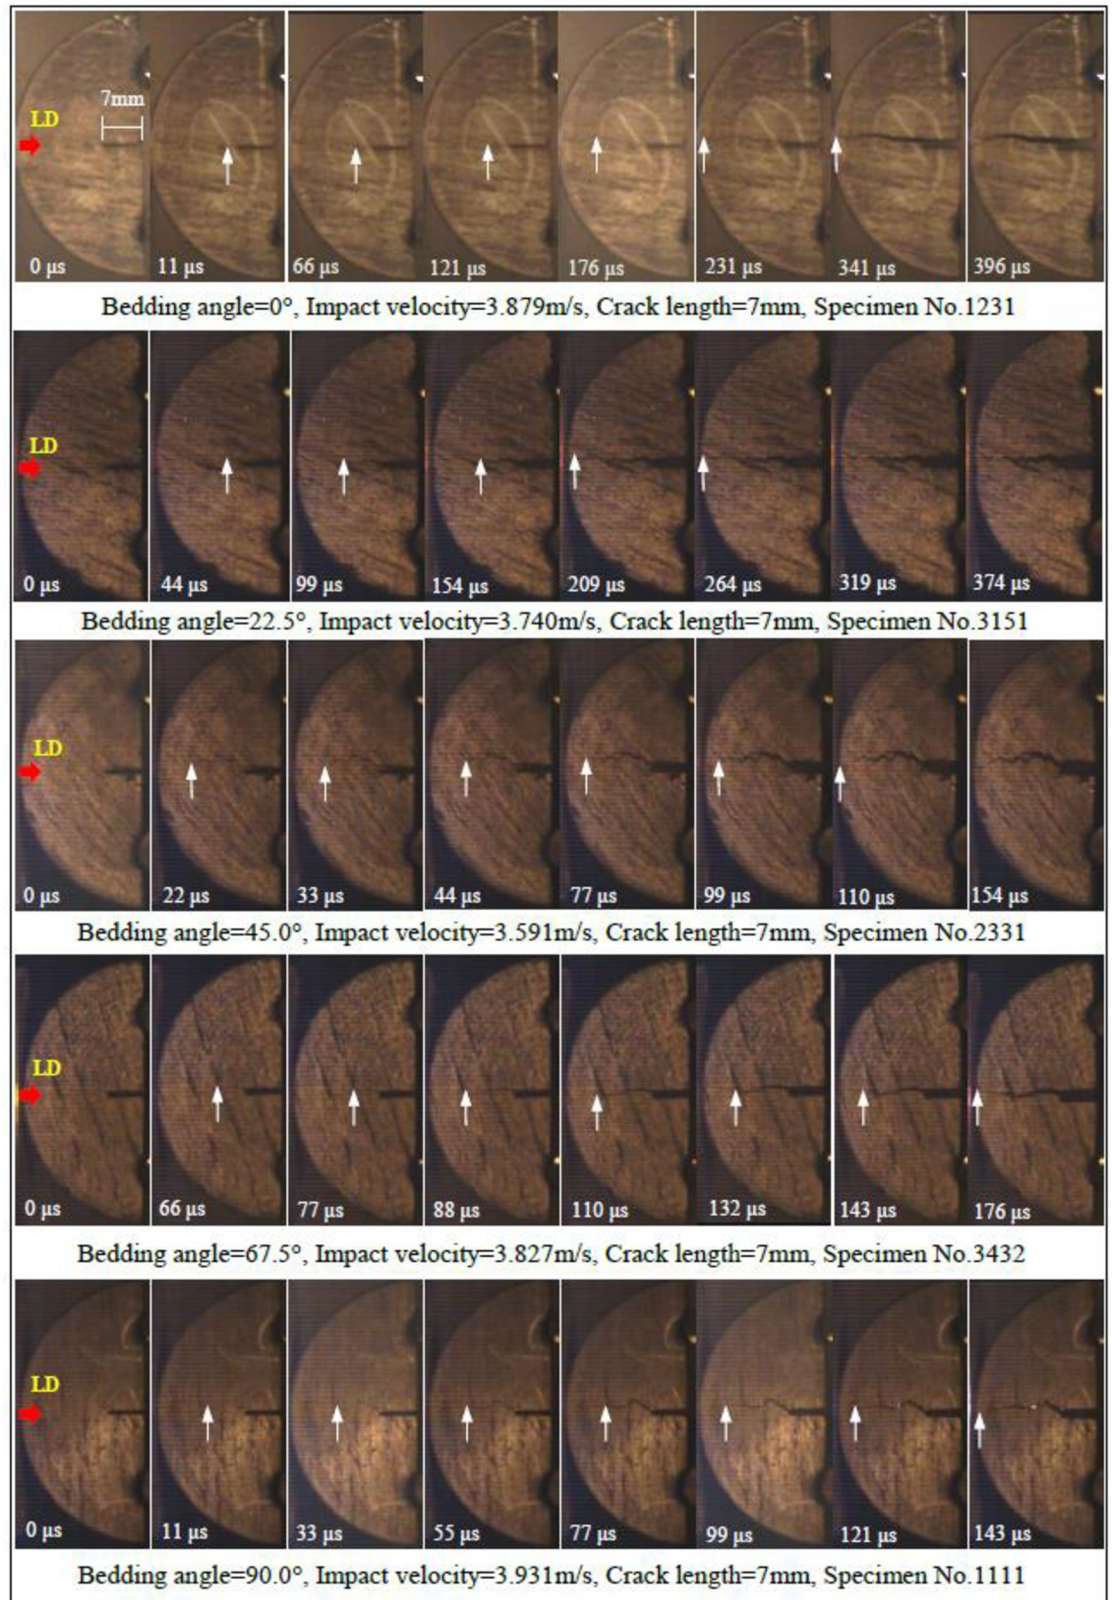 7mm
LD
0 μs 11 μs 66 μs 121 μs 176 μs 231 μs 341 μs 396 μs
Bedding angle=0°, Impact velocity=3.879m/s, Crack length=7mm, Specimen No.1231
LD
0 μs 44 μs 99 μs 154 μs 209 μs 264 μs 319 μs 374 μs
Bedding angle=22.5°, Impact velocity=3.740m/s, Crack length=7mm, Specimen No.3151
LD
0 μs 22 μs 33 μs 44 μs 77 μs 99 μs 110 μs 154 μs
Bedding angle=45.0°, Impact velocity=3.591m/s, Crack length=7mm, Specimen No.2331
LD
0 μs 66 μs 77 μs 88 μs 110 μs 132 μs 143 μs 176 μs
Bedding angle=67.5°, Impact velocity=3.827m/s, Crack length=7mm, Specimen No.3432
LD
0 μs 11 μs 33 μs 55 μs 77 μs 99 μs 121 μs 143 μs
Bedding angle=90.0°, Impact velocity=3.931m/s, Crack length=7mm, Specimen No.1111